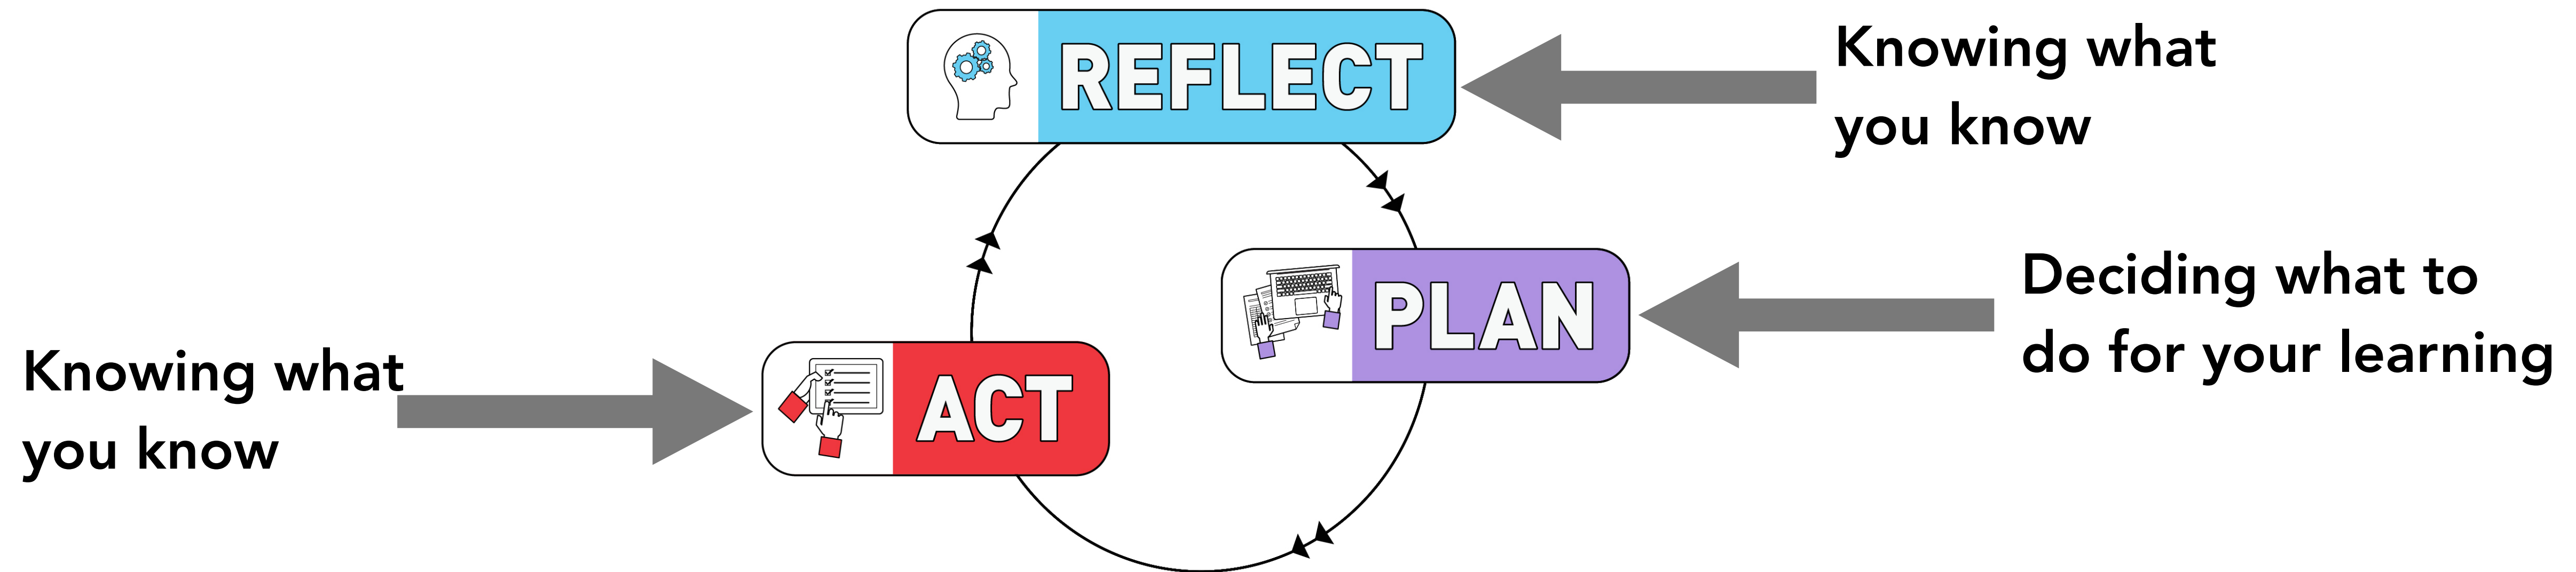 REFLECT
Knowing what
you know
PLAN
Deciding what to
do for your learning
Knowing what
you know
ACT